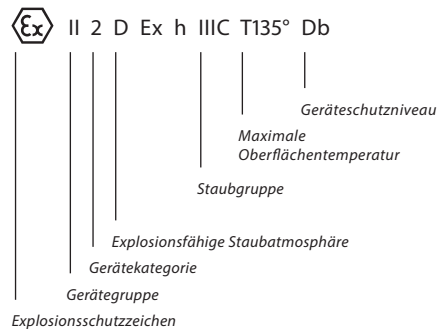 Ex II 2 D Ex h IIIC T135° Db
Geräteschutzniveau
Maximale
Oberflächentemperatur
Staubgruppe
Explosionsfähige Staubatmosphäre
Gerätekategorie
Gerätegruppe
Explosionsschutzzeichen